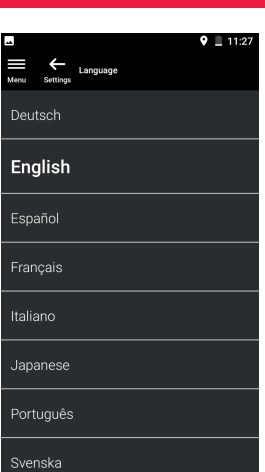 11:27
Menu Settings Language
Deutsch
English
Español
Français
Italiano
Japanese
Português
Svenska